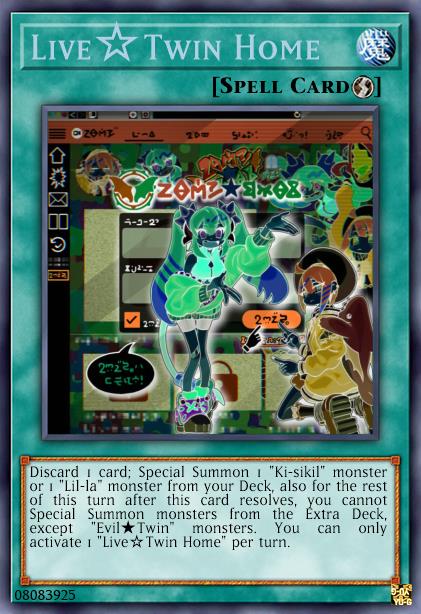 Live☆Twin Home
魔
[Spell Card]
Discard 1 card; Special Summon 1 "Ki-sikil" monster
or 1 "Lil-la" monster from your Deck, also for the rest
of this turn after this card resolves, you cannot
Special Summon monsters from the Extra Deck,
except "Evil★Twin" monsters. You can only
activate 1 "Live☆Twin Home" per turn.
08083925